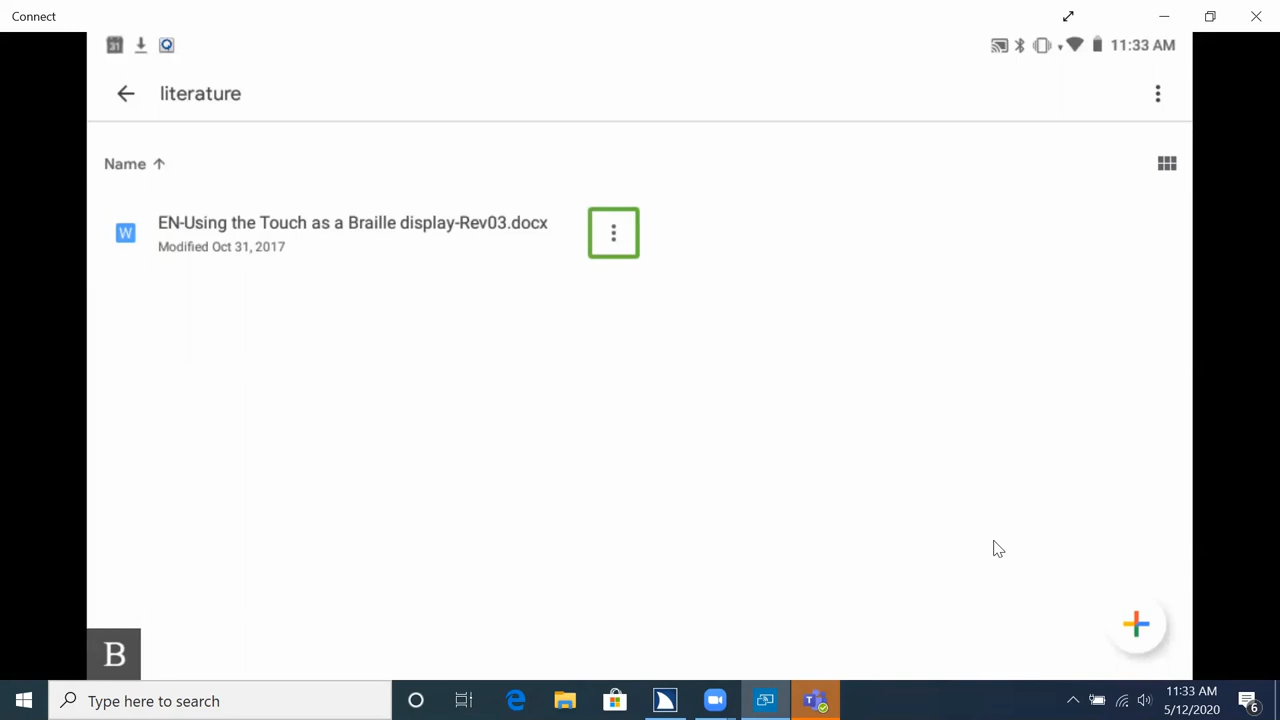 Connect
31
11:33 AM
literature
Name
W
EN-Using the Touch as a Braille display-Rev03.docx
Modified Oct 31, 2017
B
Type here to search
T
11:33 AM
5/12/2020
6